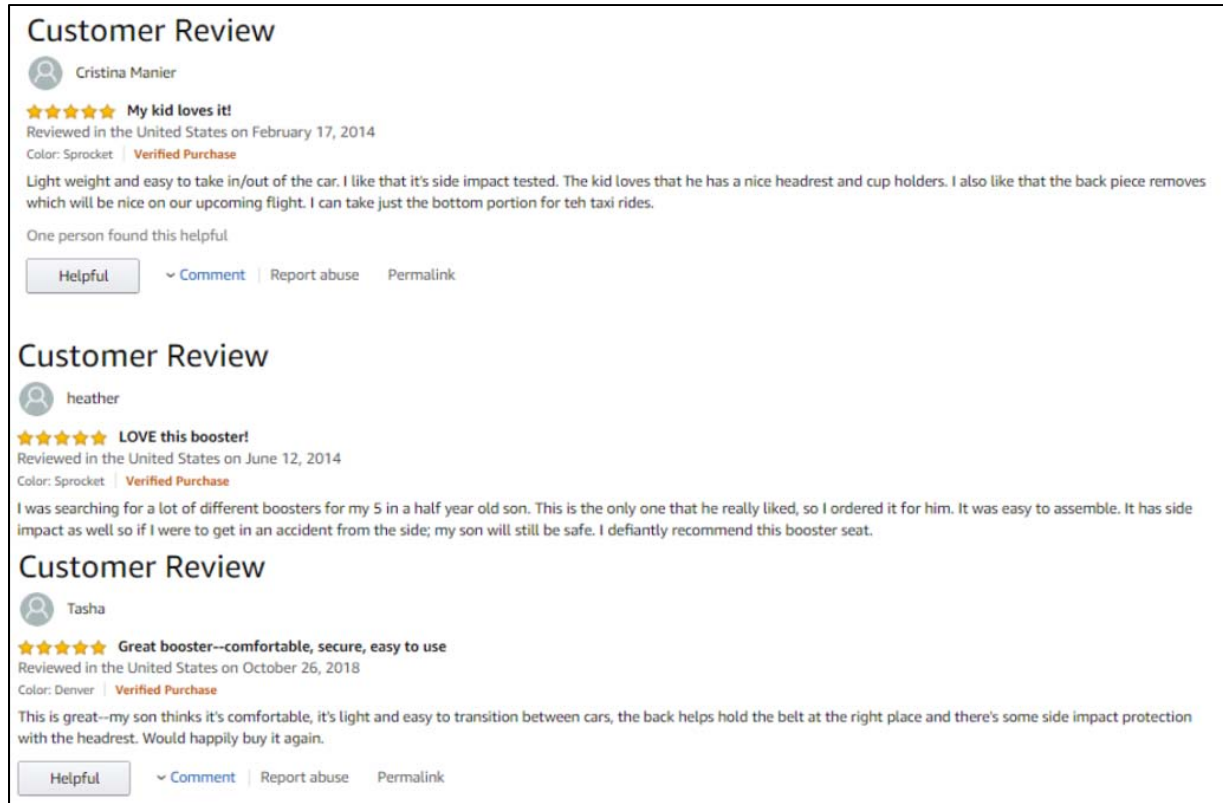 Customer Review
Cristina Manier
My kid loves it!
Reviewed in the United States on February 17, 2014
Color: Sprocket | Verified Purchase
Light weight and easy to take in/out of the car. I like that it's side impact tested. The kid loves that he has a nice headrest and cup holders. I also like that the back piece removes
which will be nice on our upcoming flight. I can take just the bottom portion for teh taxi rides.
One person found this helpful
Helpful Comment | Report abuse Permalink
Customer Review
heather
LOVE this booster!
Reviewed in the United States on June 12, 2014
Color: Sprocket | Verified Purchase
I was searching for a lot of different boosters for my 5 in a half year old son. This is the only one that he really liked, so I ordered it for him. It was easy to assemble. It has side
impact as well so if I were to get in an accident from the side; my son will still be safe. I defiantly recommend this booster seat.
Customer Review
Tasha
Great booster--comfortable, secure, easy to use
Reviewed in the United States on October 26, 2018
Color: Denver | Verified Purchase
This is great--my son thinks it's comfortable, it's light and easy to transition between cars, the back helps hold the belt at the right place and there's some side impact protection
with the headrest. Would happily buy it again.
Helpful Comment | Report abuse Permalink